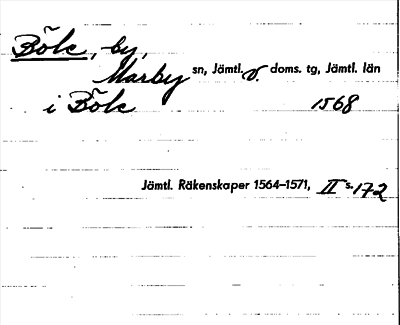 Böle, by,
Marby sn, Jämtl. v. doms. tg, Jämtl. län
i Böle 1568
Jämtl. Räkenskaper 1564–1571, II s. 172